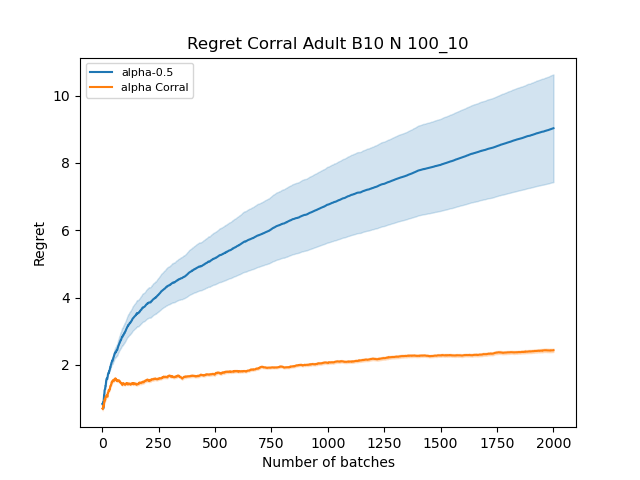 Regret Corral Adult B10 N 100_10
alpha-0.5
alpha Corral
10
8
6
4
2
Regret
0 250 500 750 1000 1250 1500 1750 2000
Number of batches